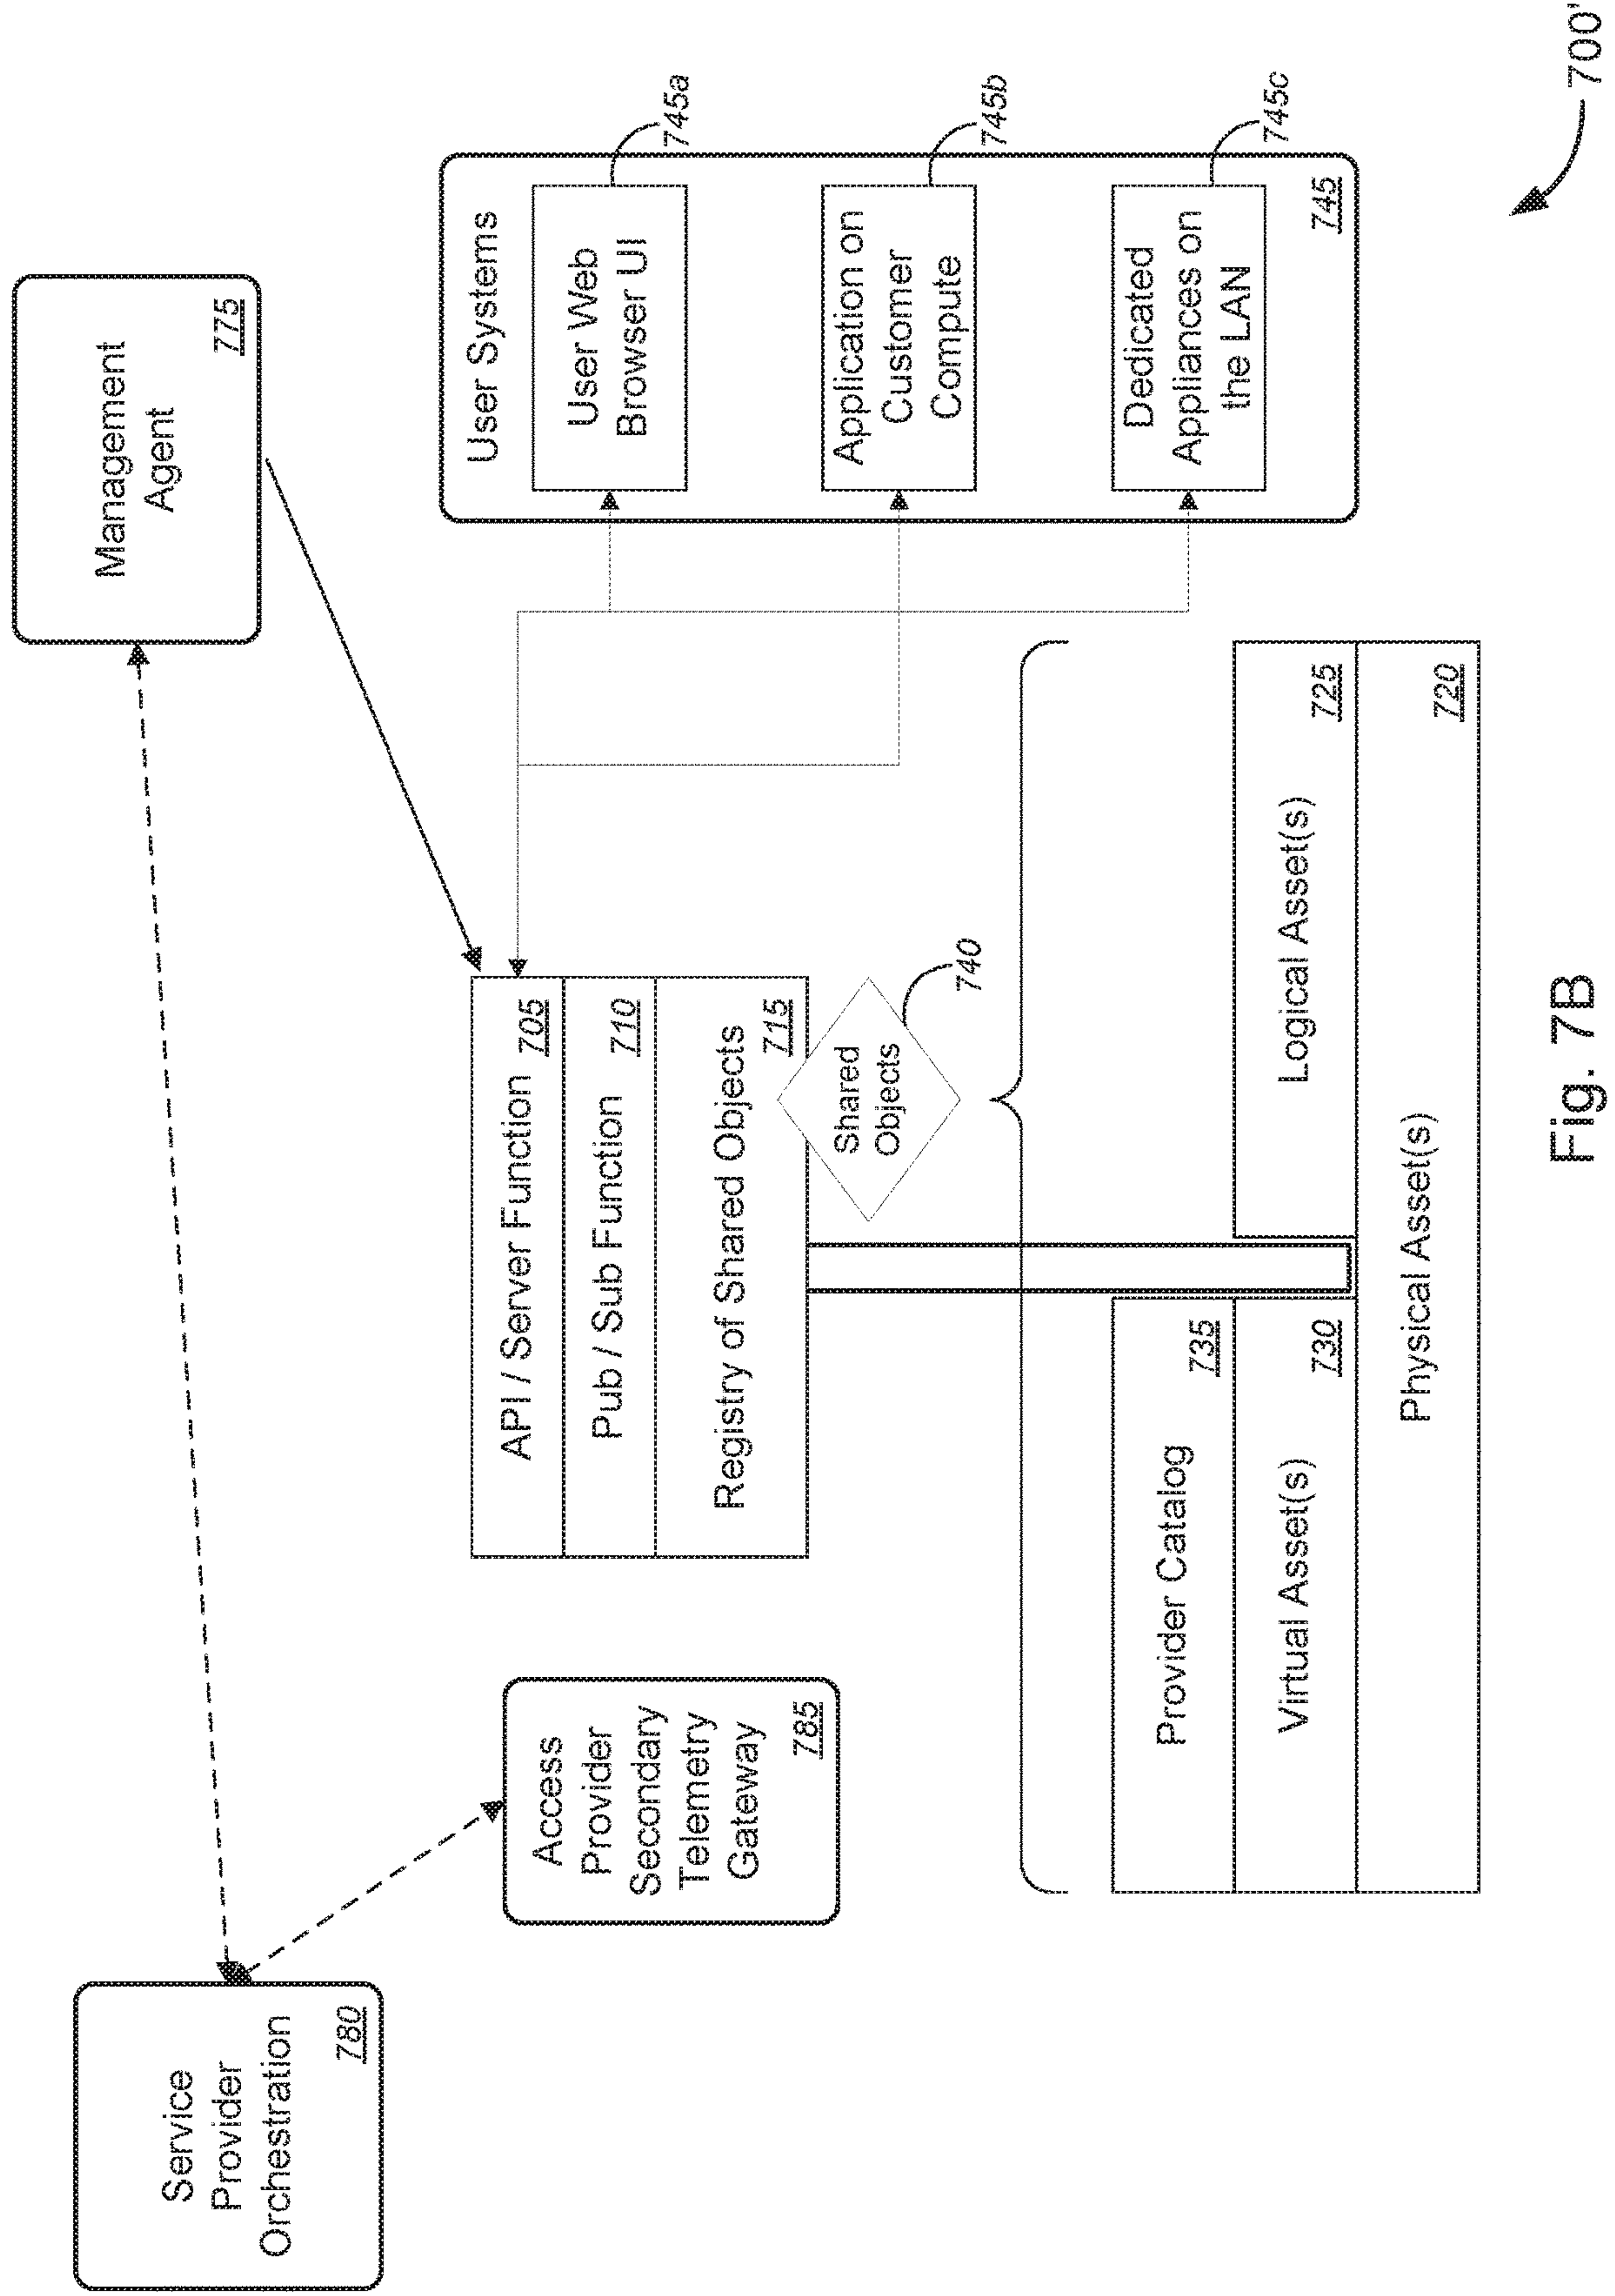 Service
Provider
Orchestration
780
Management
Agent
775
Access
Provider
Secondary
Telemetry
Gateway
785
API / Server Function
705
Pub / Sub Function
710
Registry of Shared Objects
715
Shared
Objects
740
User Systems
User Web
Browser UI
745a
Application on
Customer
Compute
745b
Dedicated
Appliances on
the LAN
745c
745
Provider Catalog
735
Virtual Asset(s)
730
Logical Asset(s)
725
Physical Asset(s)
720
700'
Fig. 7B